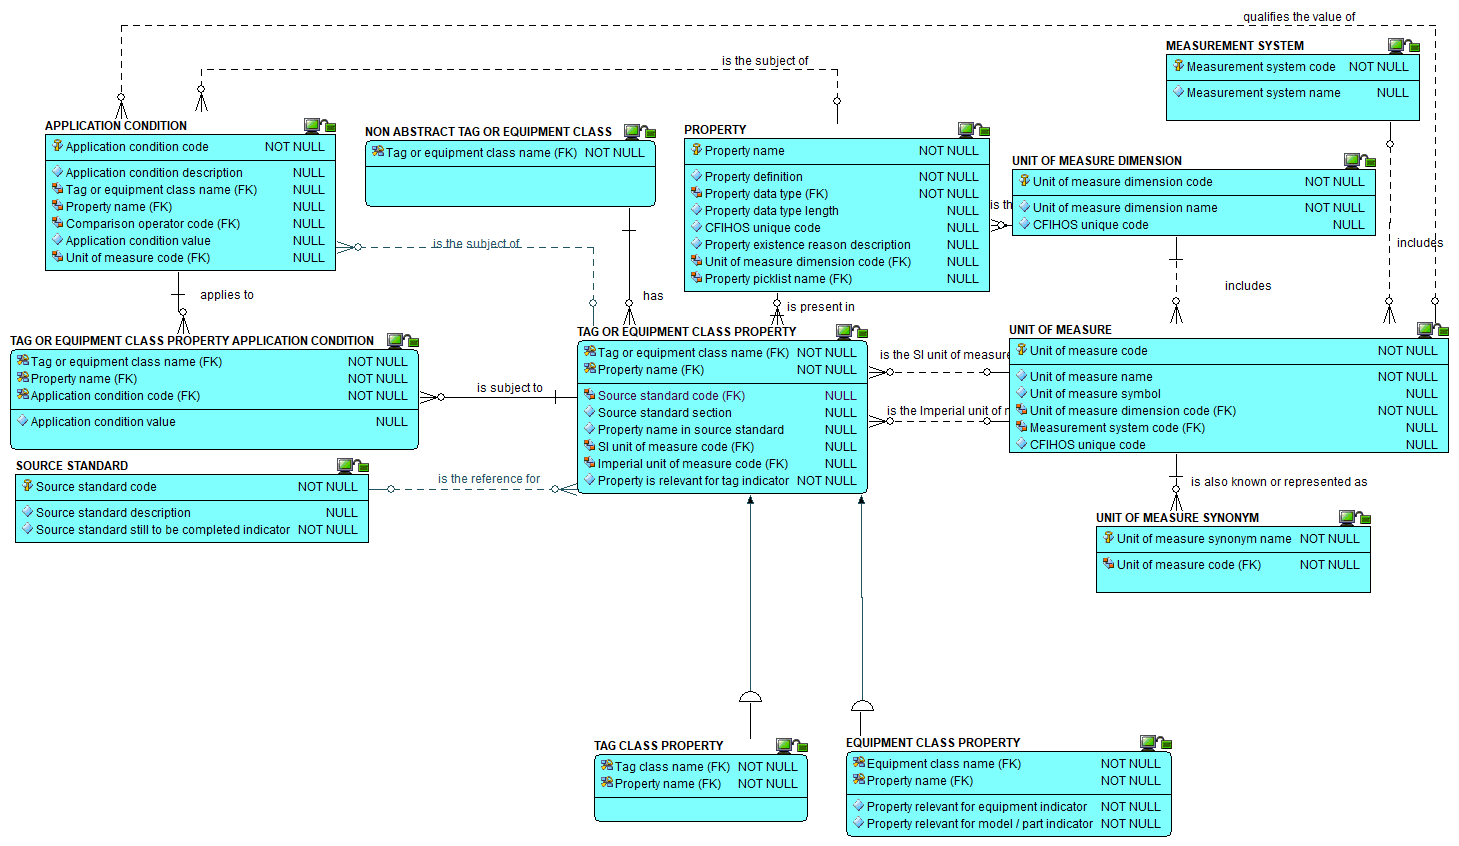 qualifies the value of
MEASUREMENT SYSTEM
Measurement system code NOT NULL
Measurement system name NULL
is the subject of
APPLICATION CONDITION
Application condition code NOT NULL
Application condition description NULL
Tag or equipment class name (FK) NULL
Property name (FK) NULL
Comparison operator code (FK) NULL
Application condition value NULL
Unit of measure code (FK) NULL
NON ABSTRACT TAG OR EQUIPMENT CLASS
Tag or equipment class name (FK) NOT NULL
PROPERTY
Property name NOT NULL
Property definition NOT NULL
Property data type (FK) NOT NULL
Property data type length NULL
CFIHOS unique code NULL
Property existence reason description NULL
Unit of measure dimension code (FK) NULL
Property picklist name (FK) NULL
UNIT OF MEASURE DIMENSION
Unit of measure dimension code NOT NULL
Unit of measure dimension name NOT NULL
CFIHOS unique code NULL
is th
is the subject of
includes
includes
applies to
has
is present in
TAG OR EQUIPMENT CLASS PROPERTY APPLICATION CONDITION
Tag or equipment class name (FK) NOT NULL
Property name (FK) NOT NULL
Application condition code (FK) NOT NULL
Application condition value NULL
is subject to
TAG OR EQUIPMENT CLASS PROPERTY
Tag or equipment class name (FK) NOT NULL
Property name (FK) NOT NULL
Source standard code (FK) NULL
Source standard section NULL
Property name in source standard NULL
SI unit of measure code (FK) NULL
Imperial unit of measure code (FK) NULL
Property is relevant for tag indicator NOT NULL
is the SI unit of measure
is the Imperial unit of
UNIT OF MEASURE
Unit of measure code NOT NULL
Unit of measure name NOT NULL
Unit of measure symbol NULL
Unit of measure dimension code (FK) NOT NULL
Measurement system code (FK) NULL
CFIHOS unique code NULL
SOURCE STANDARD
Source standard code NOT NULL
Source standard description NULL
Source standard still to be completed indicator NOT NULL
is the reference for
is also known or represented as
UNIT OF MEASURE SYNONYM
Unit of measure synonym name NOT NULL
Unit of measure code (FK) NOT NULL
TAG CLASS PROPERTY
Tag class name (FK) NOT NULL
Property name (FK) NOT NULL
EQUIPMENT CLASS PROPERTY
Equipment class name (FK) NOT NULL
Property name (FK) NOT NULL
Property relevant for equipment indicator NOT NULL
Property relevant for model / part indicator NOT NULL